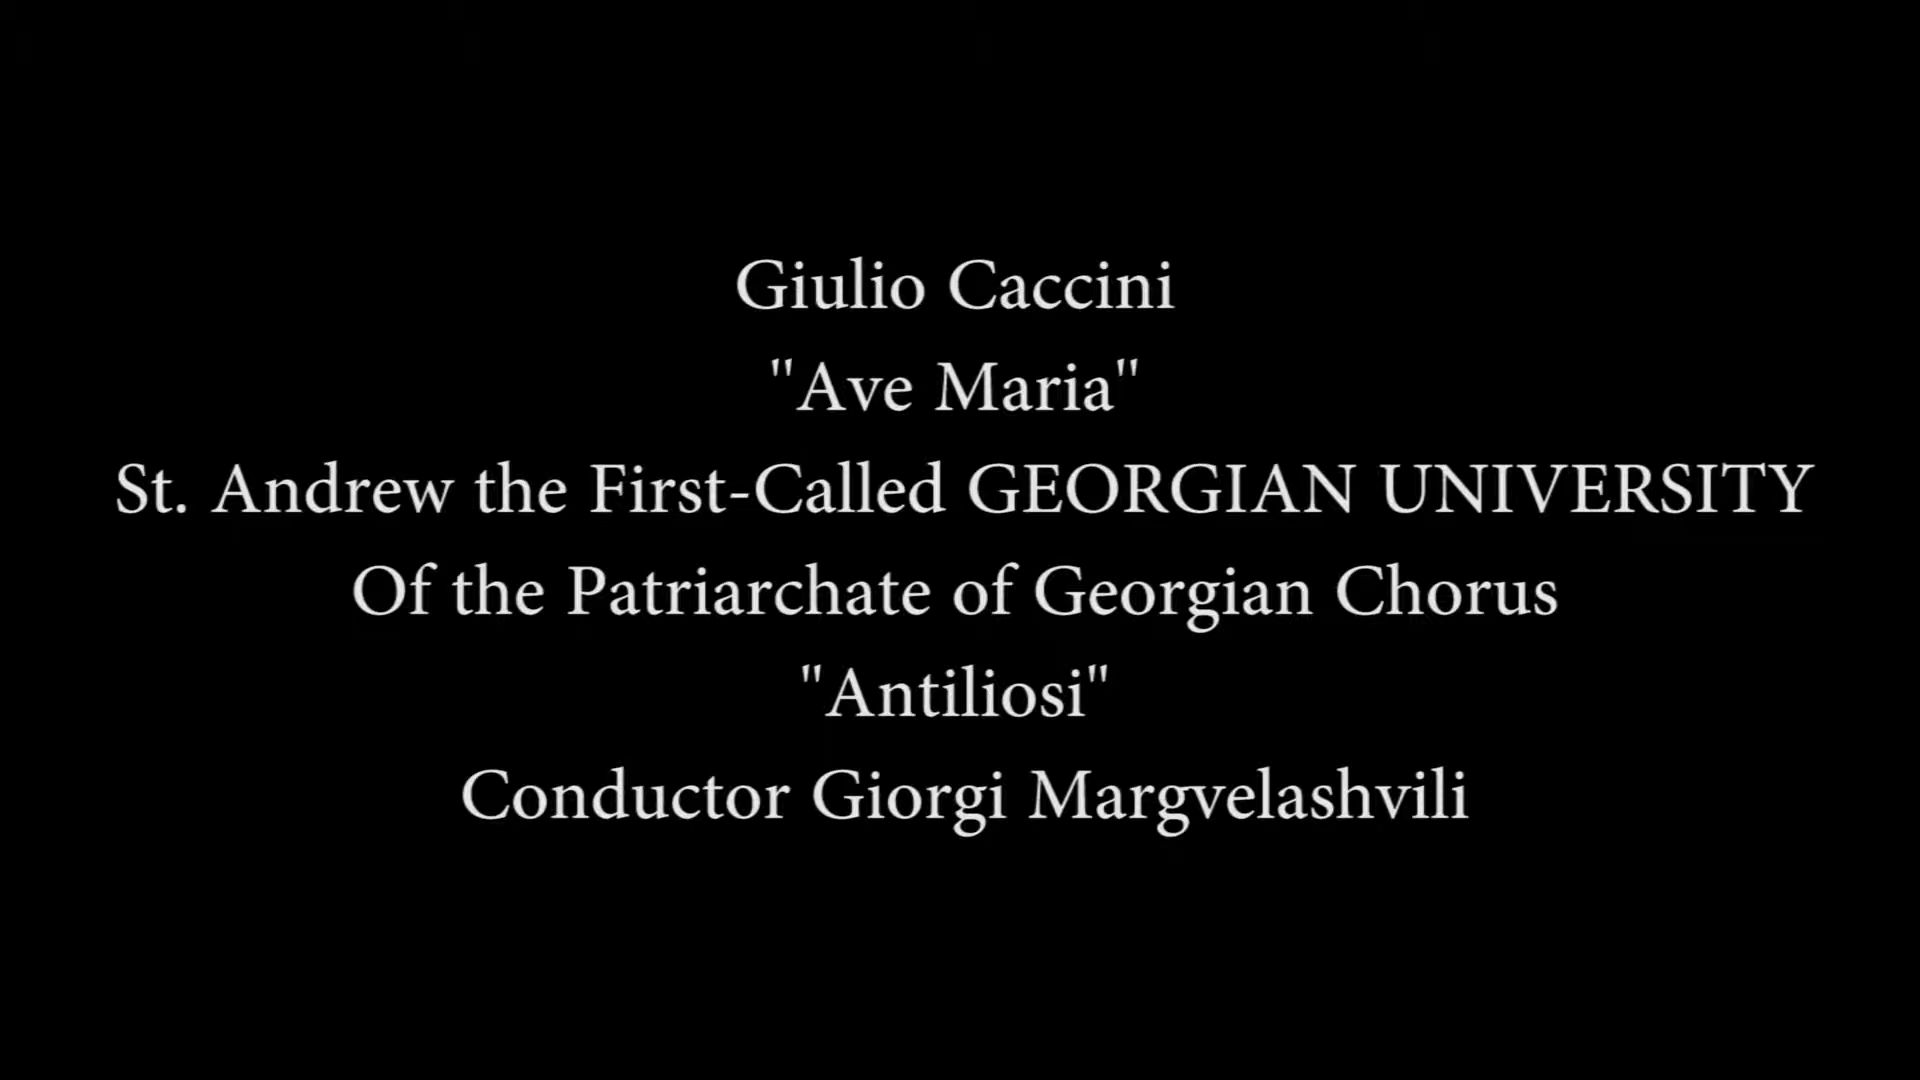 Giulio Caccini
"Ave Maria"
St. Andrew the First-Called GEORGIAN UNIVERSITY
Of the Patriarchate of Georgian Chorus
"Antiliosi"
Conductor Giorgi Margvelashvili